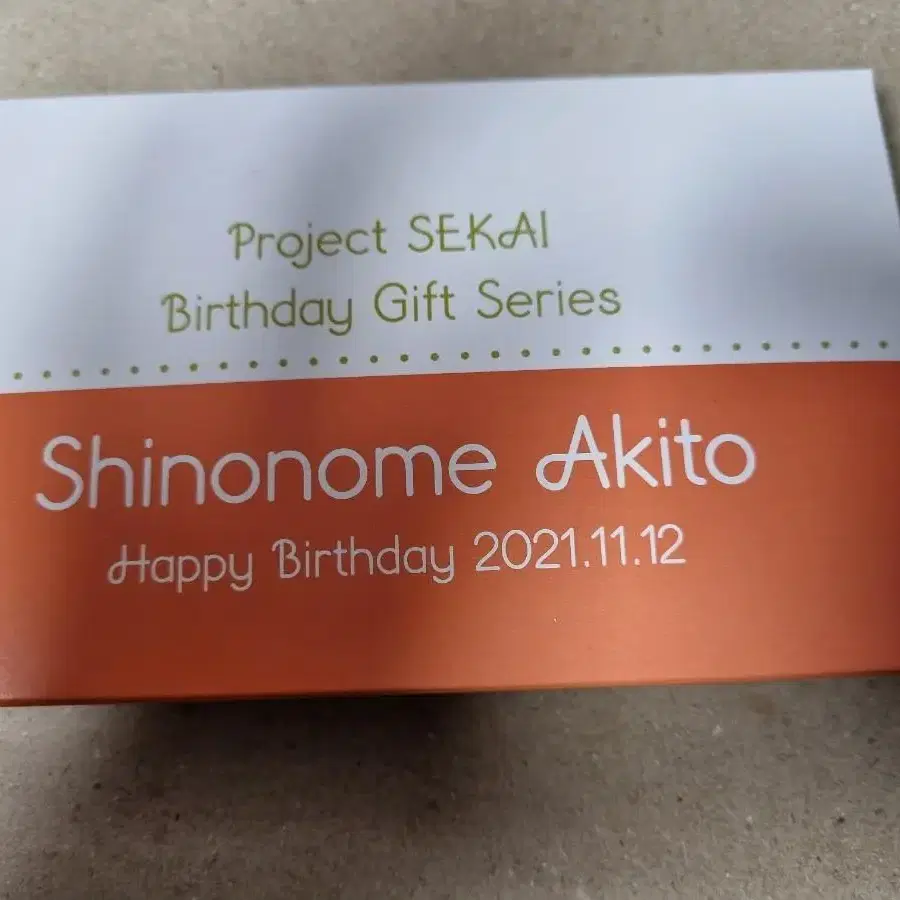 Project SEKAI
Birthday Gift Series
Shinonome Akito
Happy Birthday 2021.11.12